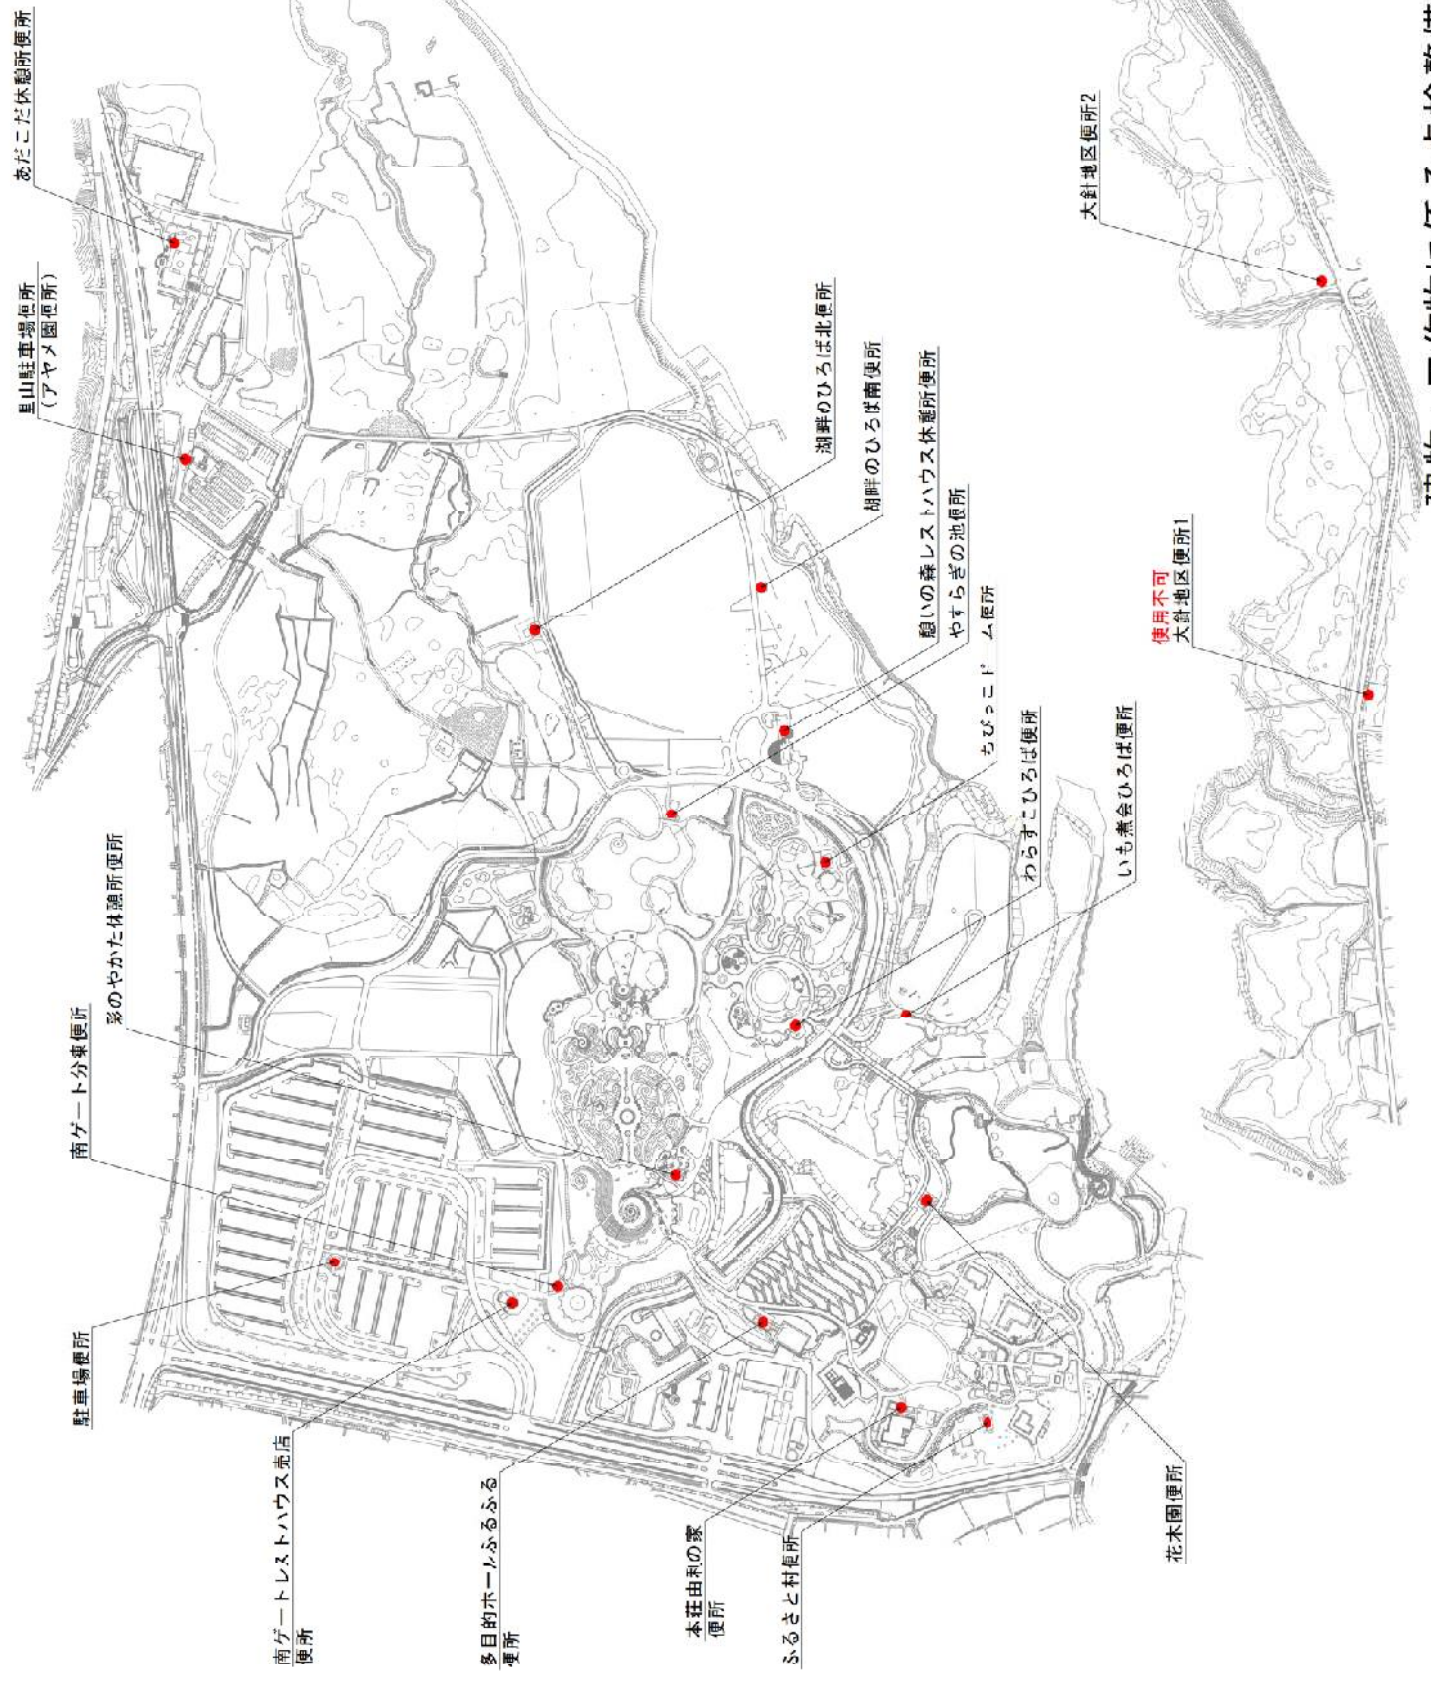 あだこだ休憩所便所
里山駐車場便所
（アヤメ園便所）
湖畔のひろば北便所
湖畔のひろば南便所
憩いの森レストハウス休憩所便所
やすらぎの池便所
ちびっこドーム便所
わらすこひろば便所
いも煮会ひろば便所
大針地区便所2
使用不可
大針地区便所1
彩のやかた休憩所便所
南ゲート分東便所
駐車場便所
南ゲートレストハウス売店
便所
多目的ホールふるふる
便所
本荘由利の家
便所
ふるさと村便所
花木園便所